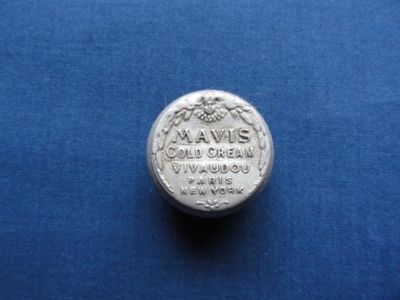 MAVIS
COLD CREAM
VIVAUDOU
PARIS
NEW YORK